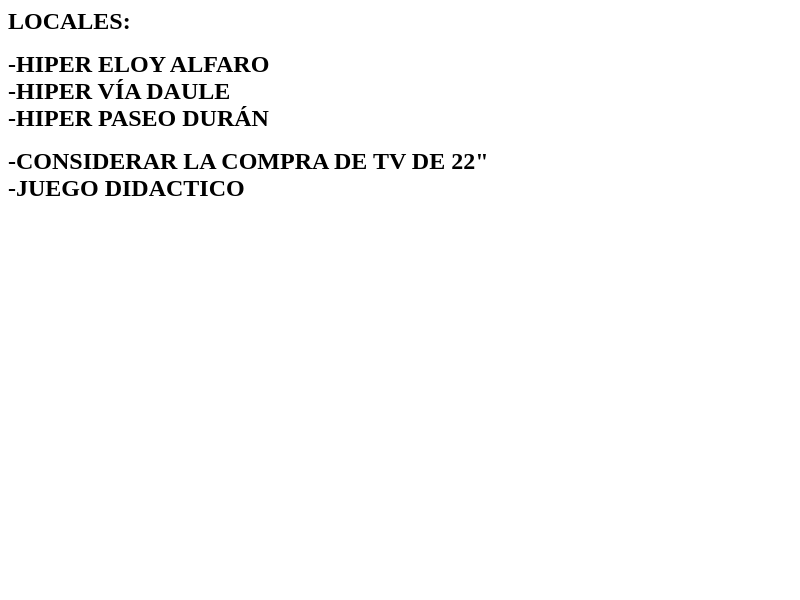 LOCALES:
-HIPER ELOY ALFARO
-HIPER VÍA DAULE
-HIPER PASEO DURÁN
-CONSIDERAR LA COMPRA DE TV DE 22"
-JUEGO DIDACTICO